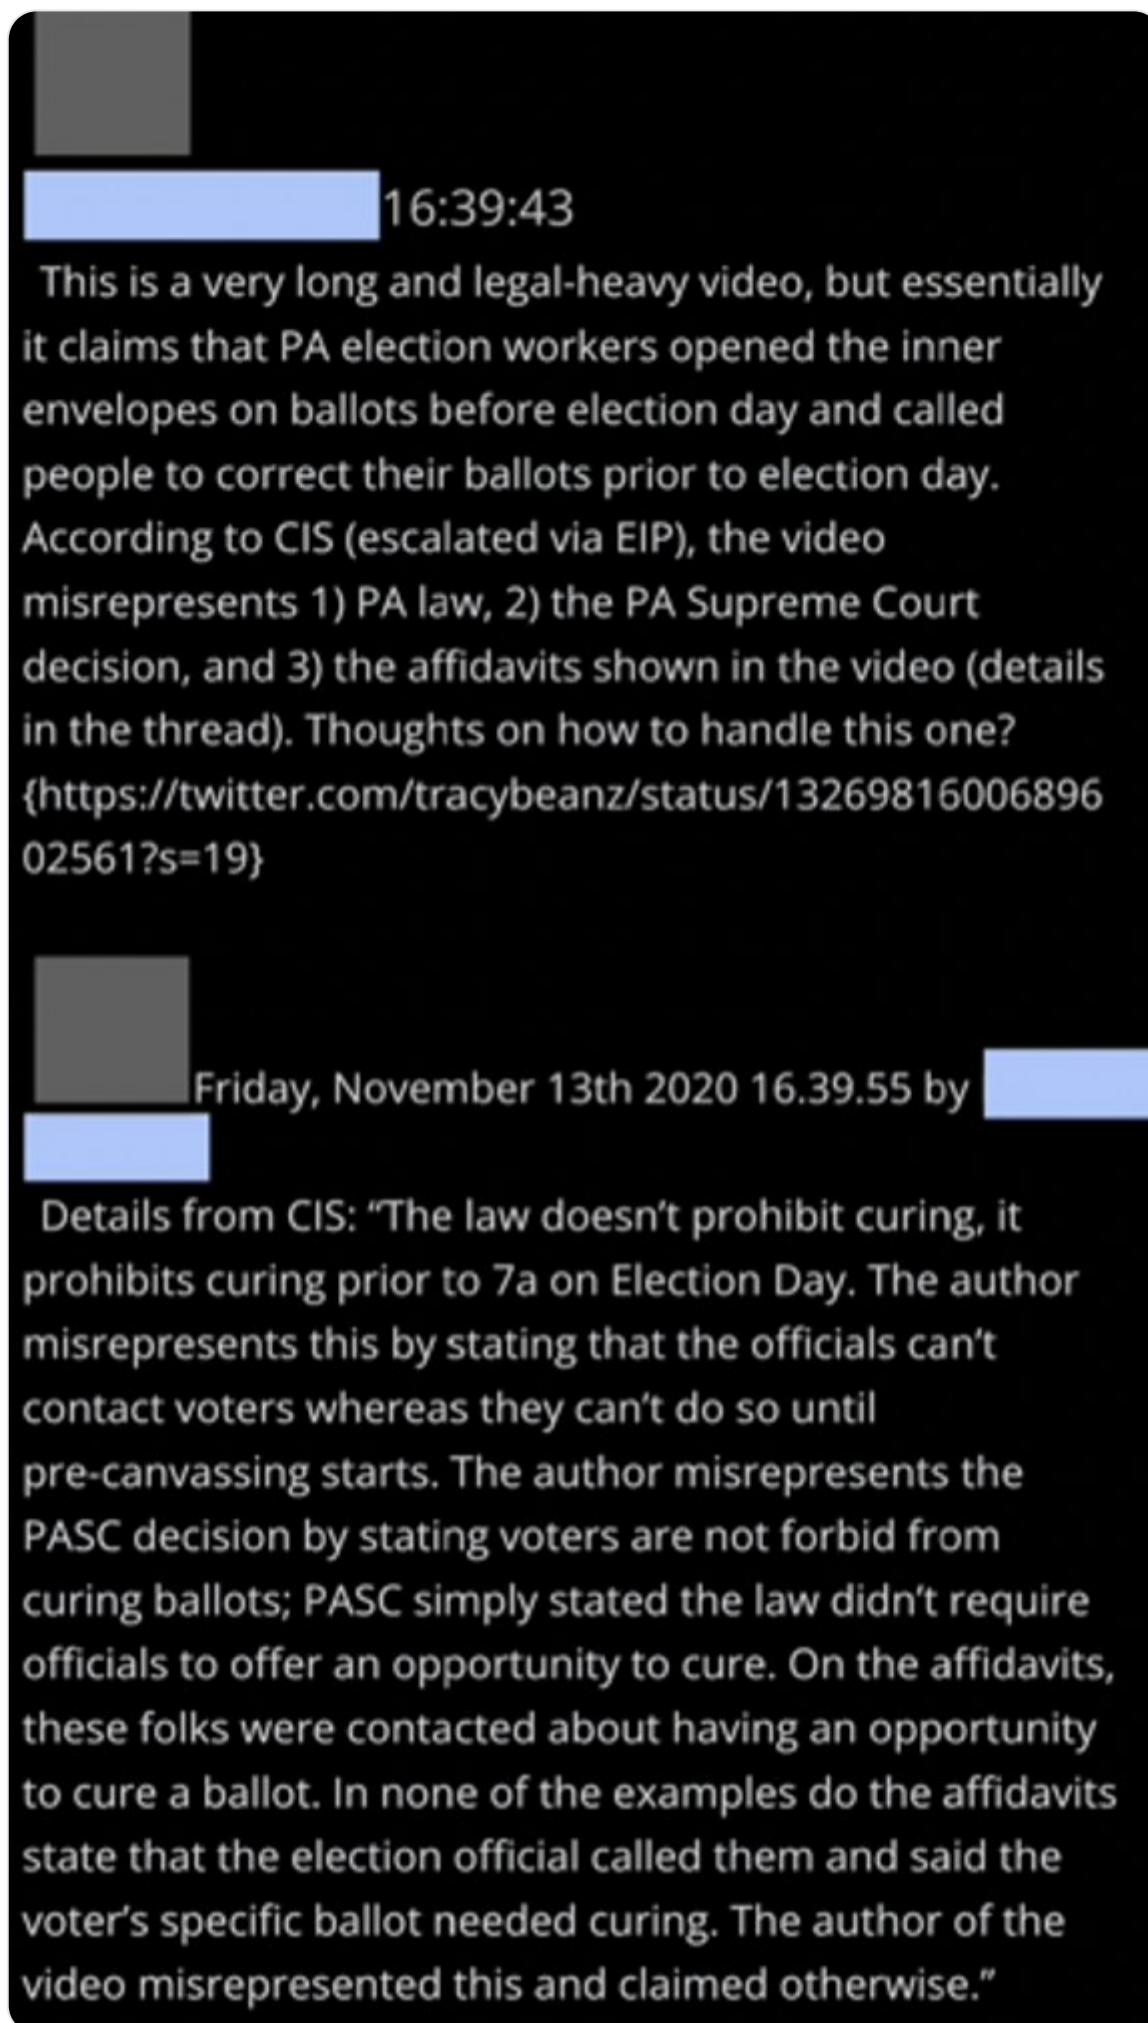 16:39:43
This is a very long and legal-heavy video, but essentially
it claims that PA election workers opened the inner
envelopes on ballots before election day and called
people to correct their ballots prior to election day.
According to CIS (escalated via EIP), the video
misrepresents 1) PA law, 2) the PA Supreme Court
decision, and 3) the affidavits shown in the video (details
in the thread). Thoughts on how to handle this one?
{https://twitter.com/tracybeanz/status/13269816006896
02561?s=19}
Friday, November 13th 2020 16.39.55 by
Details from CIS: “The law doesn’t prohibit curing, it
prohibits curing prior to 7a on Election Day. The author
misrepresents this by stating that the officials can’t
contact voters whereas they can’t do so until
pre-canvassing starts. The author misrepresents the
PASC decision by stating voters are not forbid from
curing ballots; PASC simply stated the law didn’t require
officials to offer an opportunity to cure. On the affidavits,
these folks were contacted about having an opportunity
to cure a ballot. In none of the examples do the affidavits
state that the election official called them and said the
voter’s specific ballot needed curing. The author of the
video misrepresented this and claimed otherwise.”